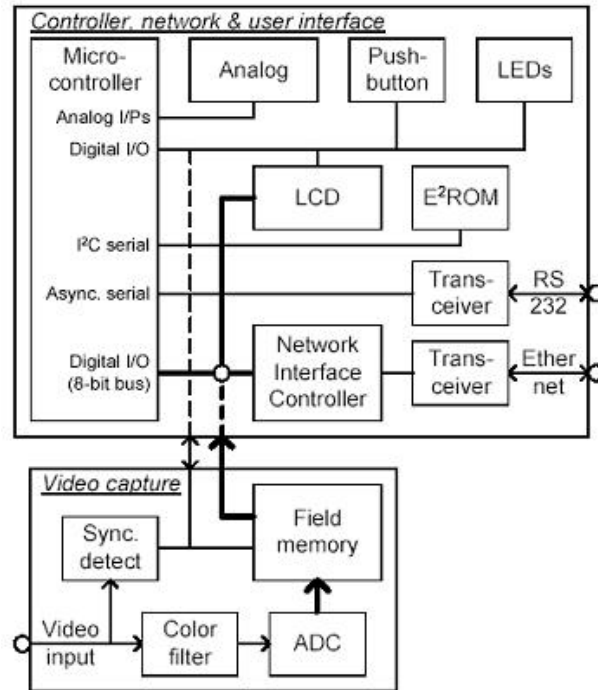 Controller, network & user interface
Micro-
controller
Analog
Push-
button
LEDs
Analog I/Ps
Digital I/O
LCD
E²ROM
I²C serial
Async. serial
Trans-
ceiver
RS
232
Digital I/O
(8-bit bus)
Network
Interface
Controller
Trans-
ceiver
Ether
net
Video capture
Sync.
detect
Field
memory
Video
input
Color
filter
ADC